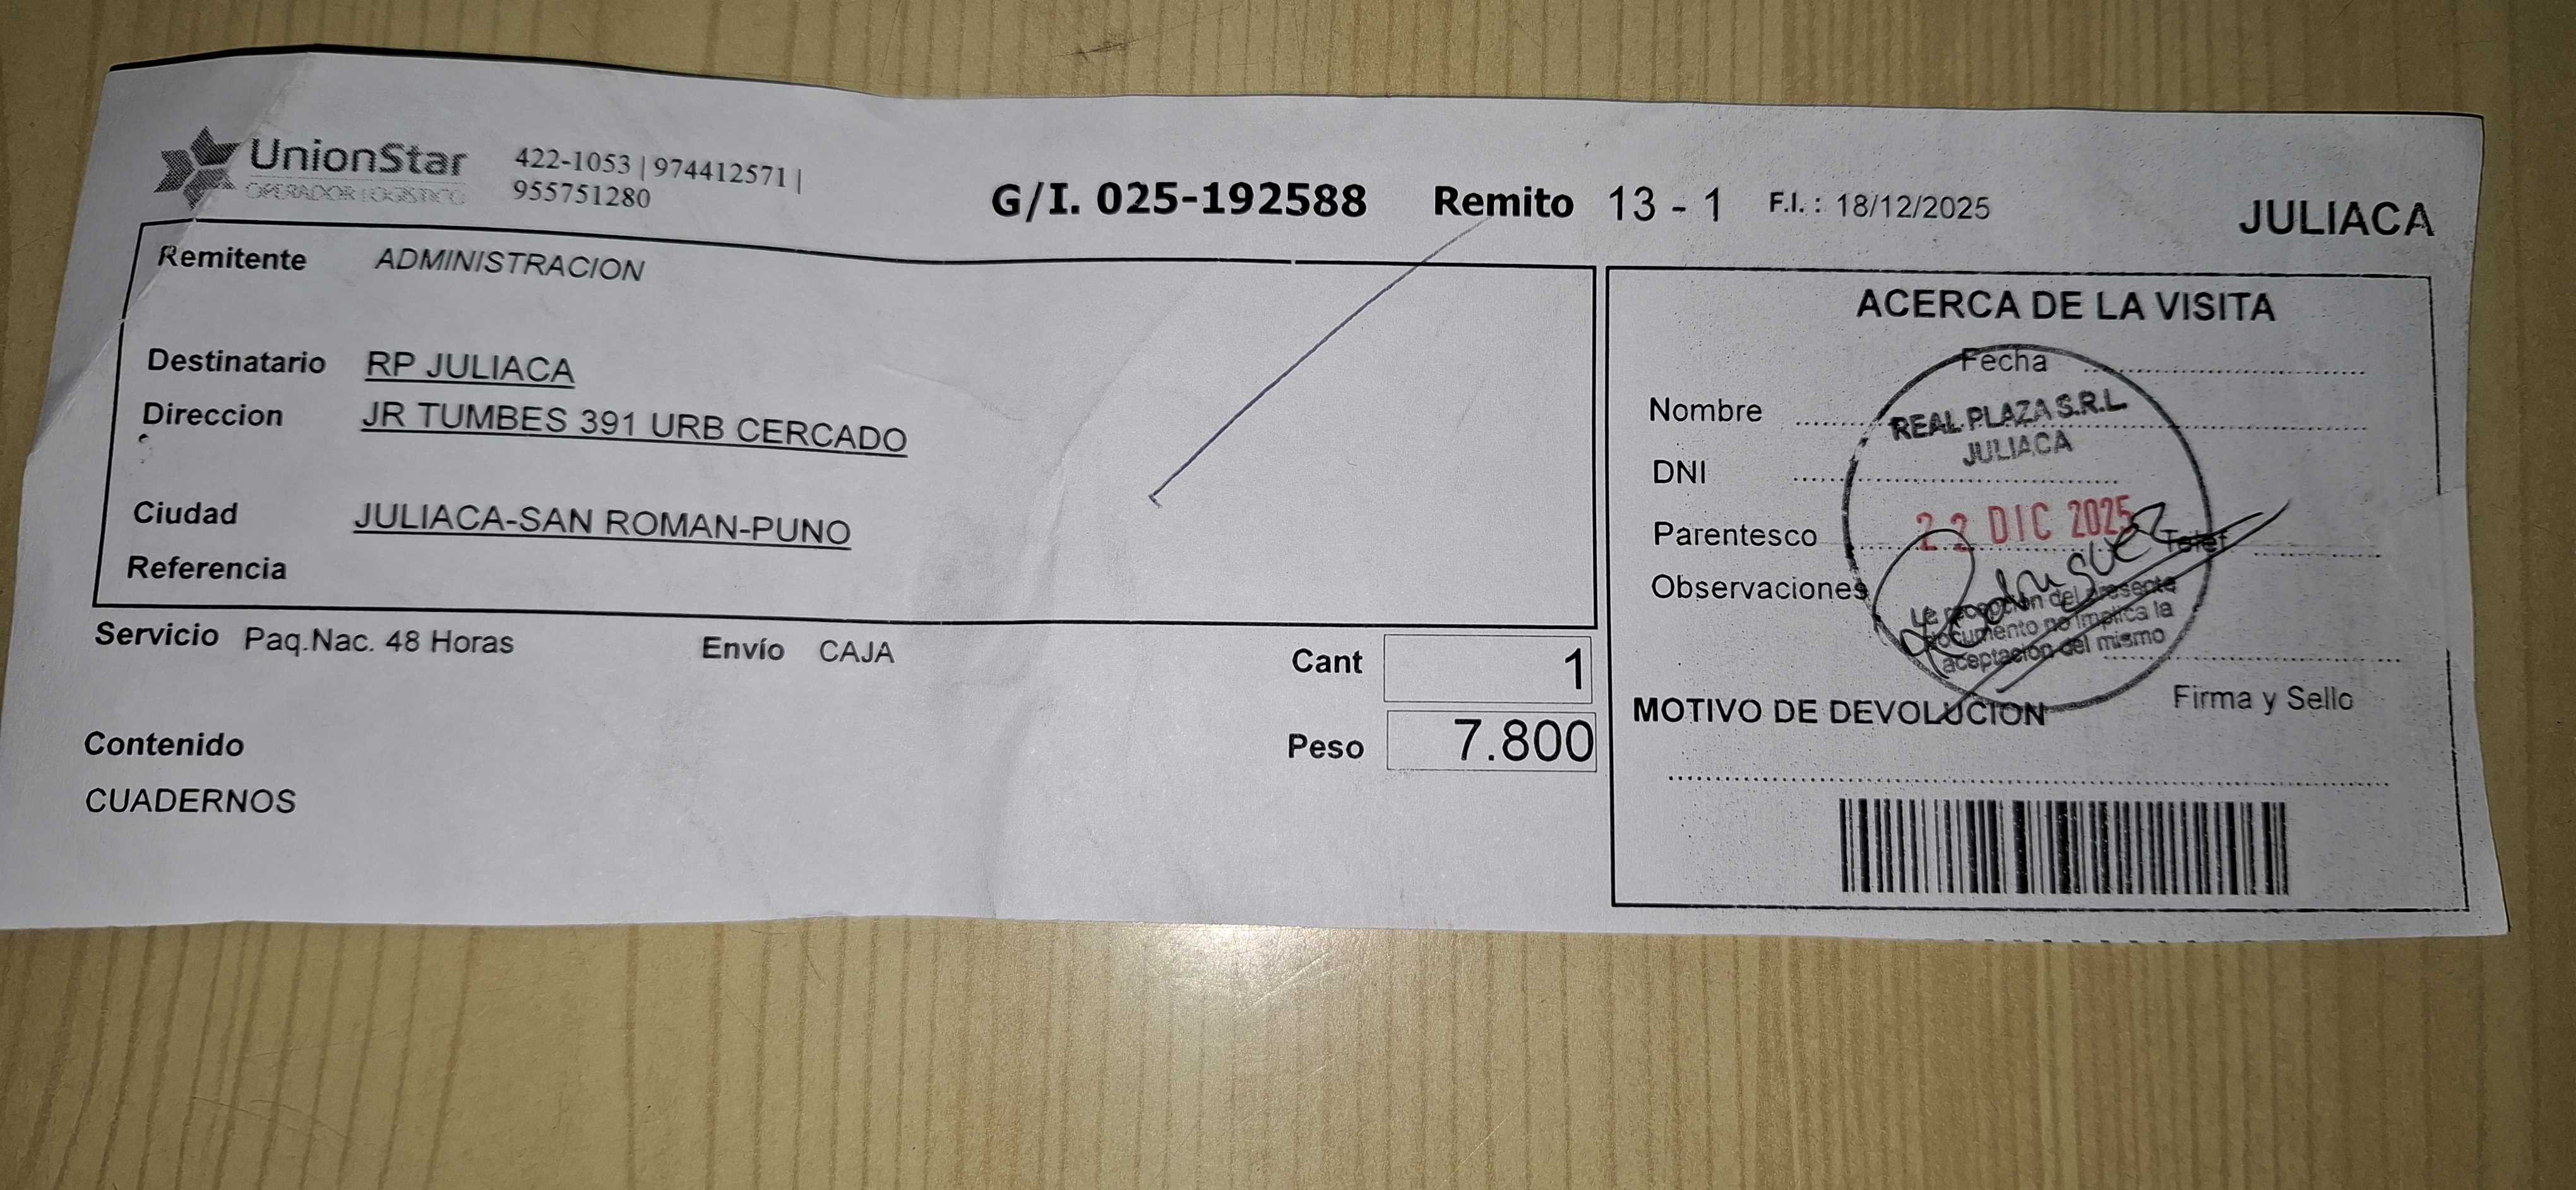 UnionStar
OPERADOR LOGISTICO
422-1053 | 974412571 |
955751280
G/I. 025-192588 Remito 13 - 1 F.I. : 18/12/2025
JULIACA
Remitente ADMINISTRACION
Destinatario RP JULIACA
Direccion JR TUMBES 391 URB CERCADO
Ciudad JULIACA-SAN ROMAN-PUNO
Referencia
Servicio Paq.Nac. 48 Horas Envío CAJA
Cant 1
Peso 7.800
Contenido
CUADERNOS
ACERCA DE LA VISITA
Fecha
Nombre
DNI
Parentesco Telef
Observaciones
REAL PLAZA S.R.L.
JULIACA
22 DIC 2025
Rodriguez
La recepción del presente
documento no implica la
aceptación del mismo
Firma y Sello
MOTIVO DE DEVOLUCION